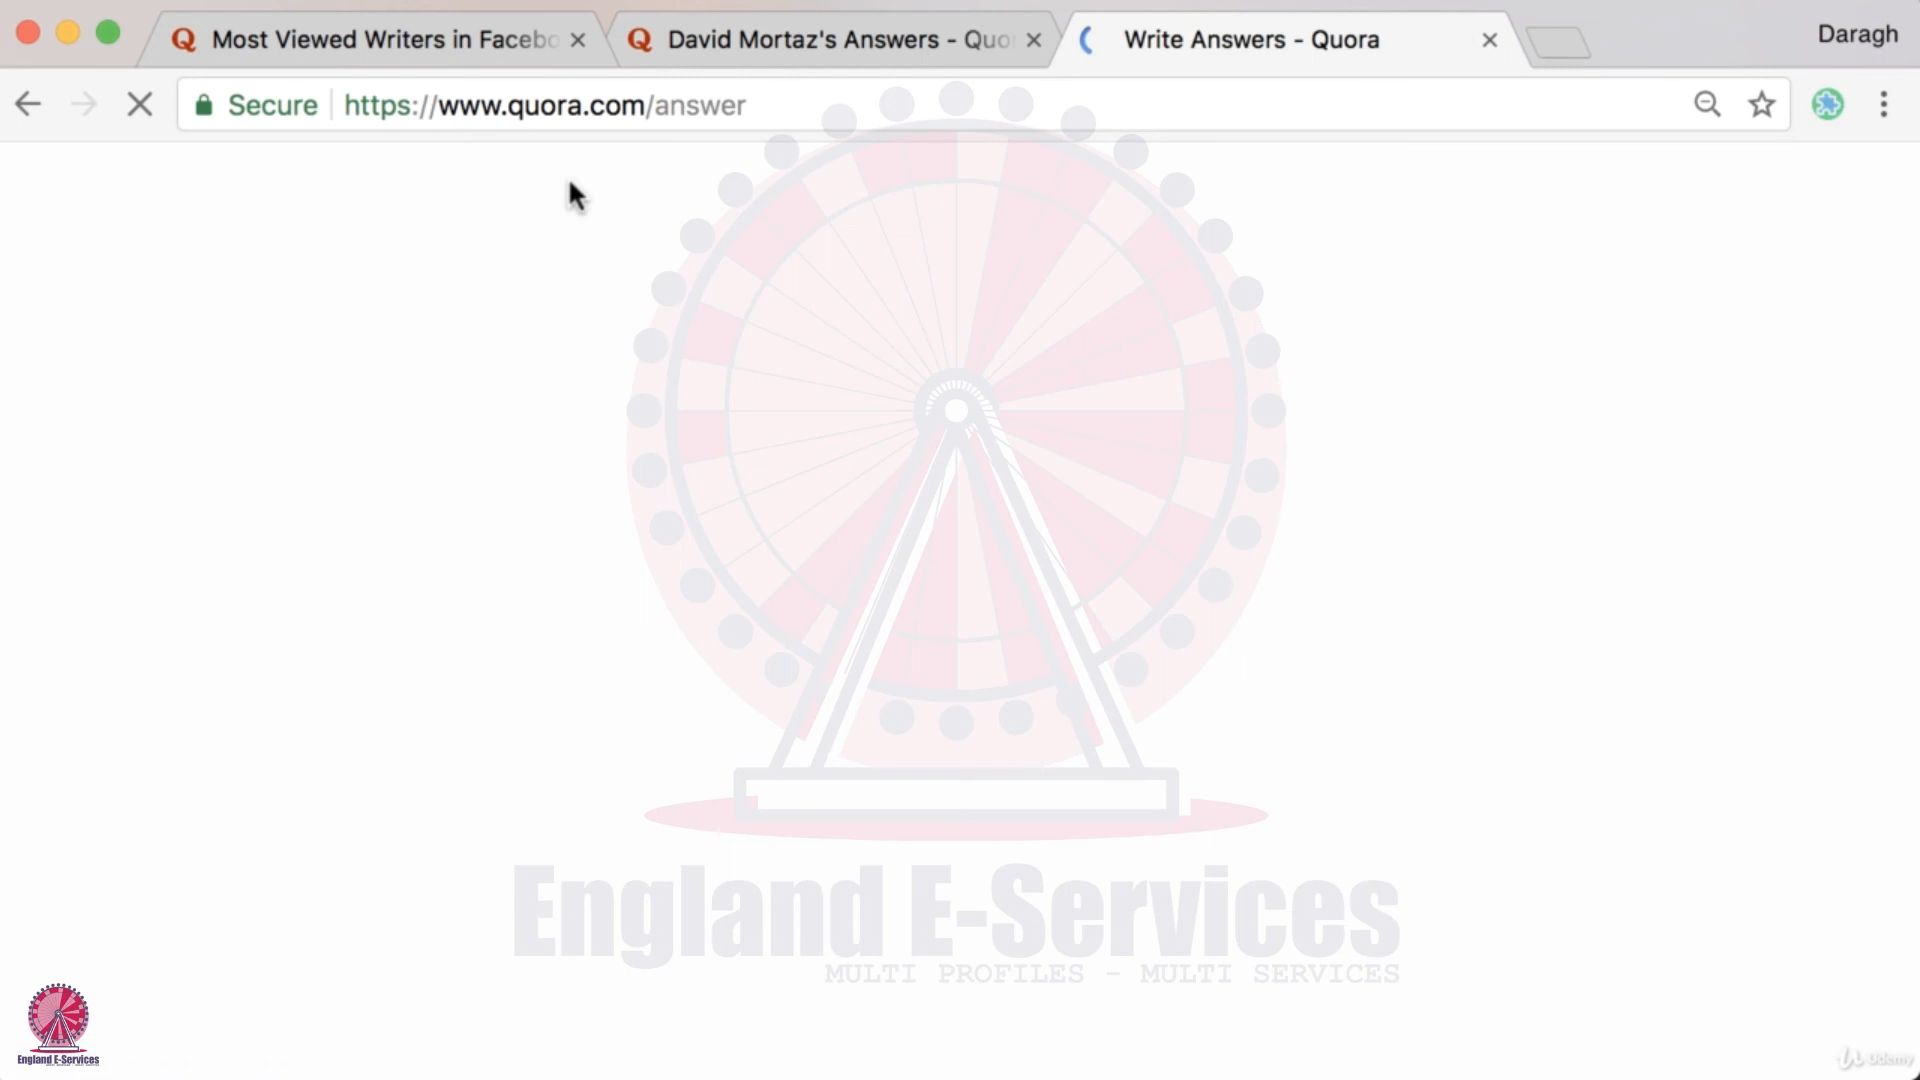 Most Viewed Writers in Facebo
David Mortaz's Answers - Quo
Write Answers - Quora
Daragh
Secure
https://www.quora.com/answer
England E-Services
MULTI PROFILES - MULTI SERVICES
England E-Services
Udemy